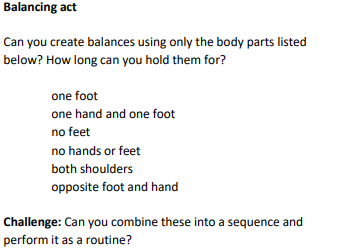 Balancing act
Can you create balances using only the body parts listed
below? How long can you hold them for?
one foot
one hand and one foot
no feet
no hands or feet
both shoulders
opposite foot and hand
Challenge: Can you combine these into a sequence and
perform it as a routine?